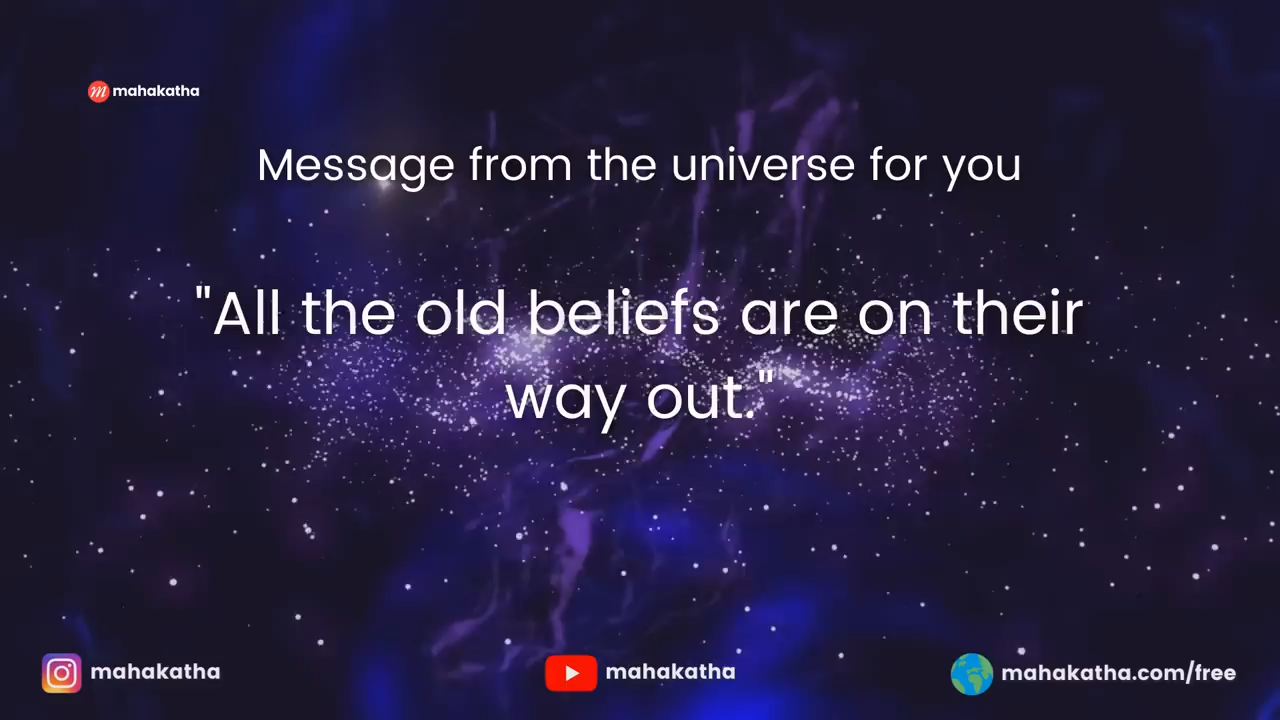 mahakatha
Message from the universe for you
"All the old beliefs are on their
way out."
mahakatha
mahakatha
mahakatha.com/free